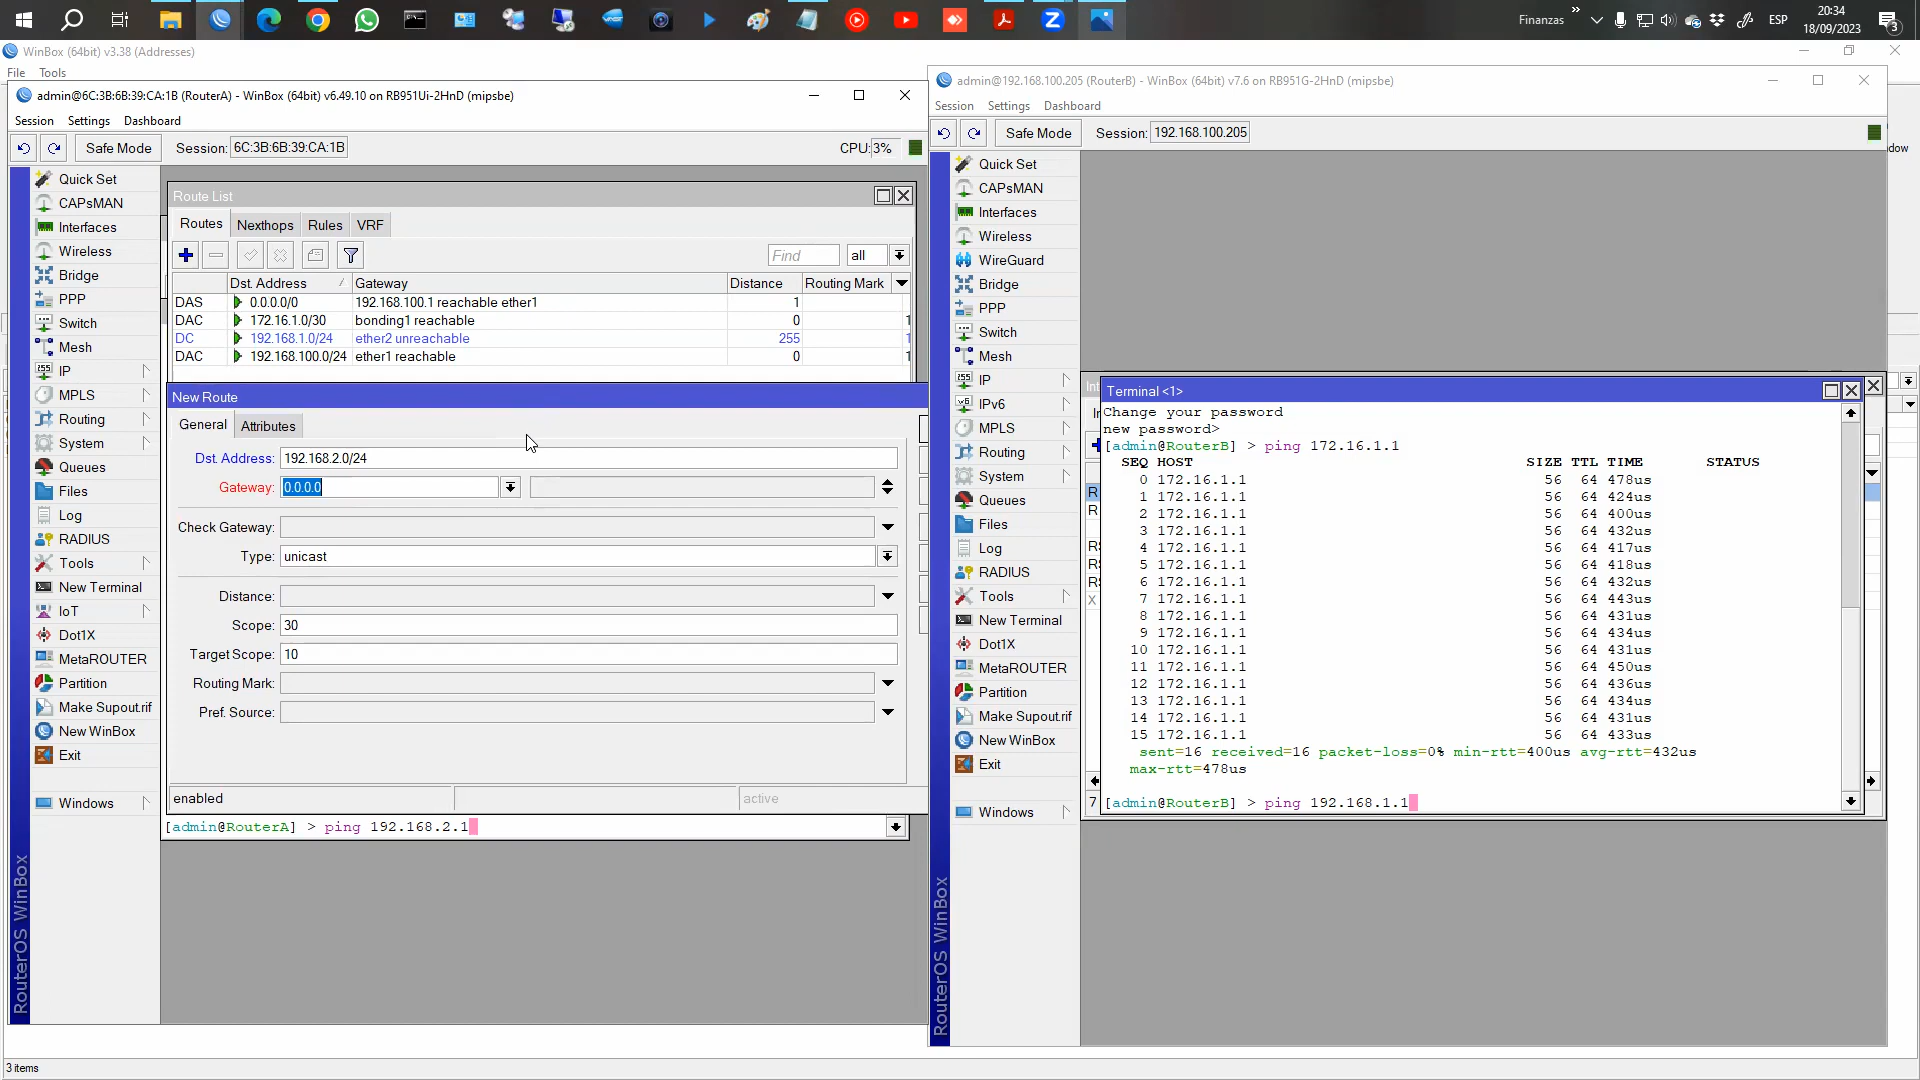 Finanzas
ESP
20:34
18/09/2023
3
WinBox (64bit) v3.38 (Addresses)
File Tools
admin@6C:3B:6B:39:CA:1B (RouterA) - WinBox (64bit) v6.49.10 on RB951Ui-2HnD (mipsbe)
Session Settings Dashboard
Safe Mode Session: 6C:3B:6B:39:CA:1B CPU: 3%
Quick Set
CAPsMAN
Interfaces
Wireless
Bridge
PPP
Switch
Mesh
IP
MPLS
Routing
System
Queues
Files
Log
RADIUS
Tools
New Terminal
IoT
Dot1X
MetaROUTER
Partition
Make Supout.rif
New WinBox
Exit
Windows
RouterOS WinBox
Route List
Routes Nexthops Rules VRF
Find all
Dst. Address Gateway Distance Routing Mark
DAS 0.0.0.0/0 192.168.100.1 reachable ether1 1
DAC 172.16.1.0/30 bonding1 reachable 0 1
DC 192.168.1.0/24 ether2 unreachable 255 1
DAC 192.168.100.0/24 ether1 reachable 0 1
New Route
General Attributes
Dst. Address: 192.168.2.0/24
Gateway: 0.0.0.0
Check Gateway:
Type: unicast
Distance:
Scope: 30
Target Scope: 10
Routing Mark:
Pref. Source:
enabled active
[admin@RouterA] > ping 192.168.2.1
3 items
admin@192.168.100.205 (RouterB) - WinBox (64bit) v7.6 on RB951G-2HnD (mipsbe)
Session Settings Dashboard
Safe Mode Session: 192.168.100.205
dow
Quick Set
CAPsMAN
Interfaces
Wireless
WireGuard
Bridge
PPP
Switch
Mesh
IP
IPv6
MPLS
Routing
System
Queues
Files
Log
RADIUS
Tools
New Terminal
Dot1X
MetaROUTER
Partition
Make Supout.rif
New WinBox
Exit
Windows
RouterOS WinBox
R
R
RS
RS
RS
X
7
Terminal <1>
Change your password
new password>
[admin@RouterB] > ping 172.16.1.1
SEQ HOST SIZE TTL TIME STATUS
0 172.16.1.1 56 64 478us
1 172.16.1.1 56 64 424us
2 172.16.1.1 56 64 400us
3 172.16.1.1 56 64 432us
4 172.16.1.1 56 64 417us
5 172.16.1.1 56 64 418us
6 172.16.1.1 56 64 432us
7 172.16.1.1 56 64 443us
8 172.16.1.1 56 64 431us
9 172.16.1.1 56 64 434us
10 172.16.1.1 56 64 431us
11 172.16.1.1 56 64 450us
12 172.16.1.1 56 64 436us
13 172.16.1.1 56 64 434us
14 172.16.1.1 56 64 431us
15 172.16.1.1 56 64 433us
sent=16 received=16 packet-loss=0% min-rtt=400us avg-rtt=432us
max-rtt=478us
[admin@RouterB] > ping 192.168.1.1